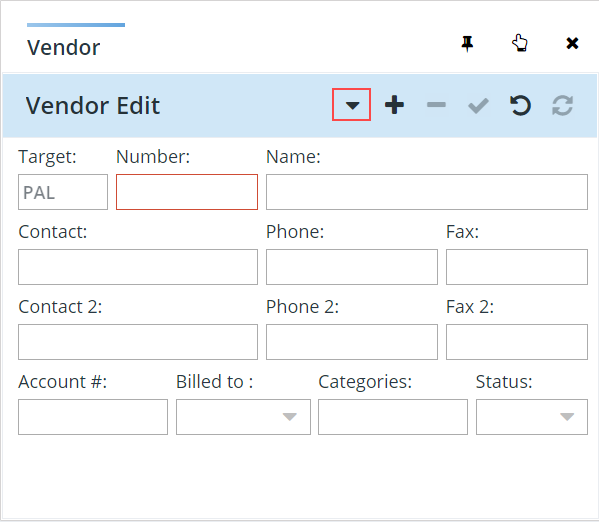 Vendor
Vendor Edit
Target: Number: Name:
PAL
Contact: Phone: Fax:
Contact 2: Phone 2: Fax 2:
Account #: Billed to : Categories: Status: